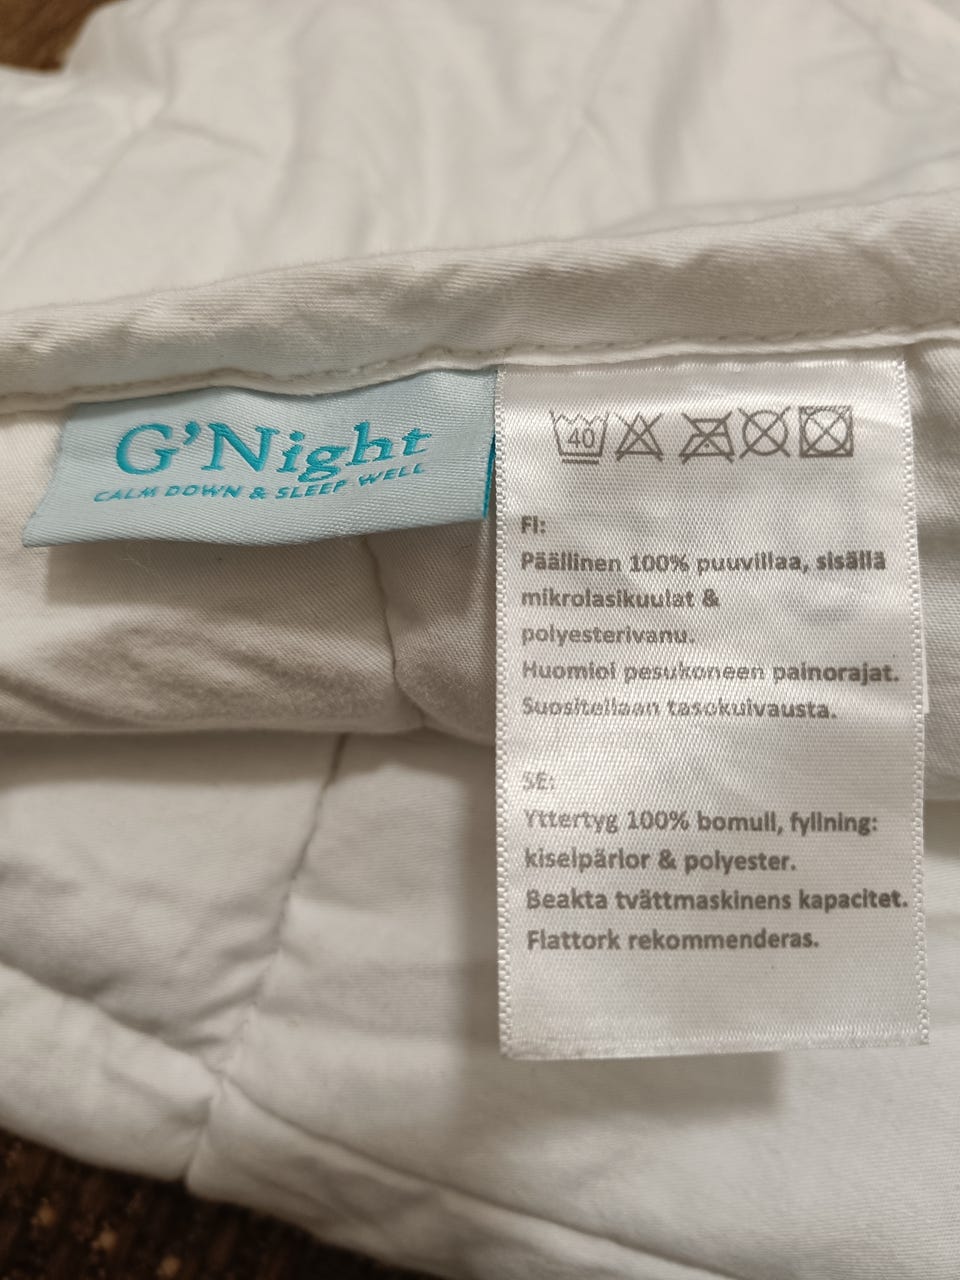 G'Night
CALM DOWN & SLEEP WELL
40
FI:
Päällinen 100% puuvillaa, sisällä
mikrolasikuulat &
polyesterivanu.
Huomioi pesukoneen painorajat.
Suositellaan tasokuivausta.
SE:
Yttertyg 100% bomull, fyllning:
kiselpärlor & polyester.
Beakta tvättmaskinens kapacitet.
Flattork rekommenderas.